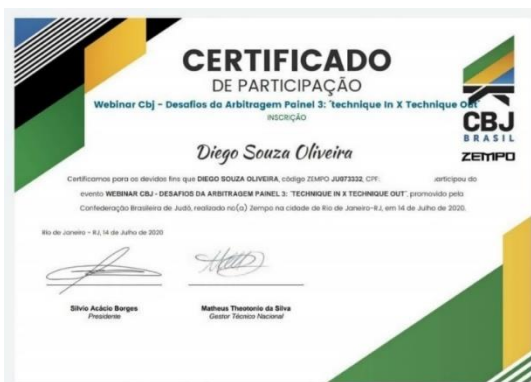 CERTIFICADO
DE PARTICIPAÇÃO
Webinar Cbj - Desafios da Arbitragem Painel 3: "technique In X Technique Out"
INSCRIÇÃO
CBJ
BRASIL
ZEMPO
Diego Souza Oliveira
Certificamos para os devidos fins que DIEGO SOUZA OLIVEIRA, código ZEMPO JU073332, CPF: articipou do
evento WEBINAR CBJ - DESAFIOS DA ARBITRAGEM PAINEL 3: "TECHNIQUE IN X TECHNIQUE OUT", promovido pela
Confederação Brasileira de Judô, realizado no(a) Zempo na cidade de Rio de Janeiro-RJ, em 14 de Julho de 2020.
Rio de Janeiro - RJ, 14 de Julho de 2020
Silvio Acácio Borges
Presidente
Matheus Theotonio da Silva
Gestor Técnico Nacional